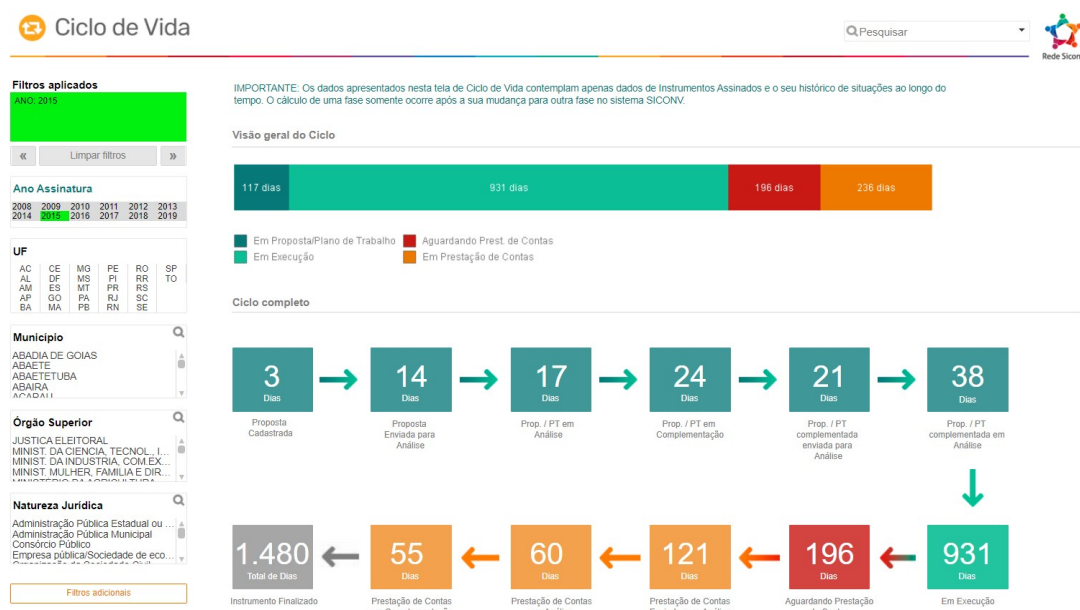 Ciclo de Vida
Pesquisar
Rede Siconv
Filtros aplicados
ANO: 2015
«
Limpar filtros
»
Ano Assinatura
2008 2009 2010 2011 2012 2013
2014 2015 2016 2017 2018 2019
UF
AC CE MG PE RO SP
AL DF MS PI RR TO
AM ES MT PR RS
AP GO PA RJ SC
BA MA PB RN SE
Município
ABADIA DE GOIAS
ABAETE
ABAETETUBA
ABAIRA
ACARAU
Órgão Superior
JUSTICA ELEITORAL
MINIST. DA CIENCIA, TECNOL., I...
MINIST. DA INDUSTRIA, COM.EX...
MINIST. MULHER, FAMILIA E DIR...
MINISTÉRIO DA AGRICULTURA
Natureza Jurídica
Administração Pública Estadual ou ...
Administração Pública Municipal
Consórcio Público
Empresa pública/Sociedade de eco...
Organização da Sociedade Civil
Filtros adicionais
IMPORTANTE: Os dados apresentados nesta tela de Ciclo de Vida contemplam apenas dados de Instrumentos Assinados e o seu histórico de situações ao longo do
tempo. O cálculo de uma fase somente ocorre após a sua mudança para outra fase no sistema SICONV.
Visão geral do Ciclo
117 dias
931 dias
196 dias
236 dias
Em Proposta/Plano de Trabalho
Aguardando Prest. de Contas
Em Execução
Em Prestação de Contas
Ciclo completo
3
Dias
Proposta
Cadastrada
14
Dias
Proposta
Enviada para
Análise
17
Dias
Prop. / PT em
Análise
24
Dias
Prop. / PT em
Complementação
21
Dias
Prop. / PT
complementada
enviada para
Análise
38
Dias
Prop. / PT
complementada em
Análise
1.480
Total de Dias
Instrumento Finalizado
55
Dias
Prestação de Contas
60
Dias
Prestação de Contas
121
Dias
Prestação de Contas
196
Dias
Aguardando Prestação
931
Dias
Em Execução